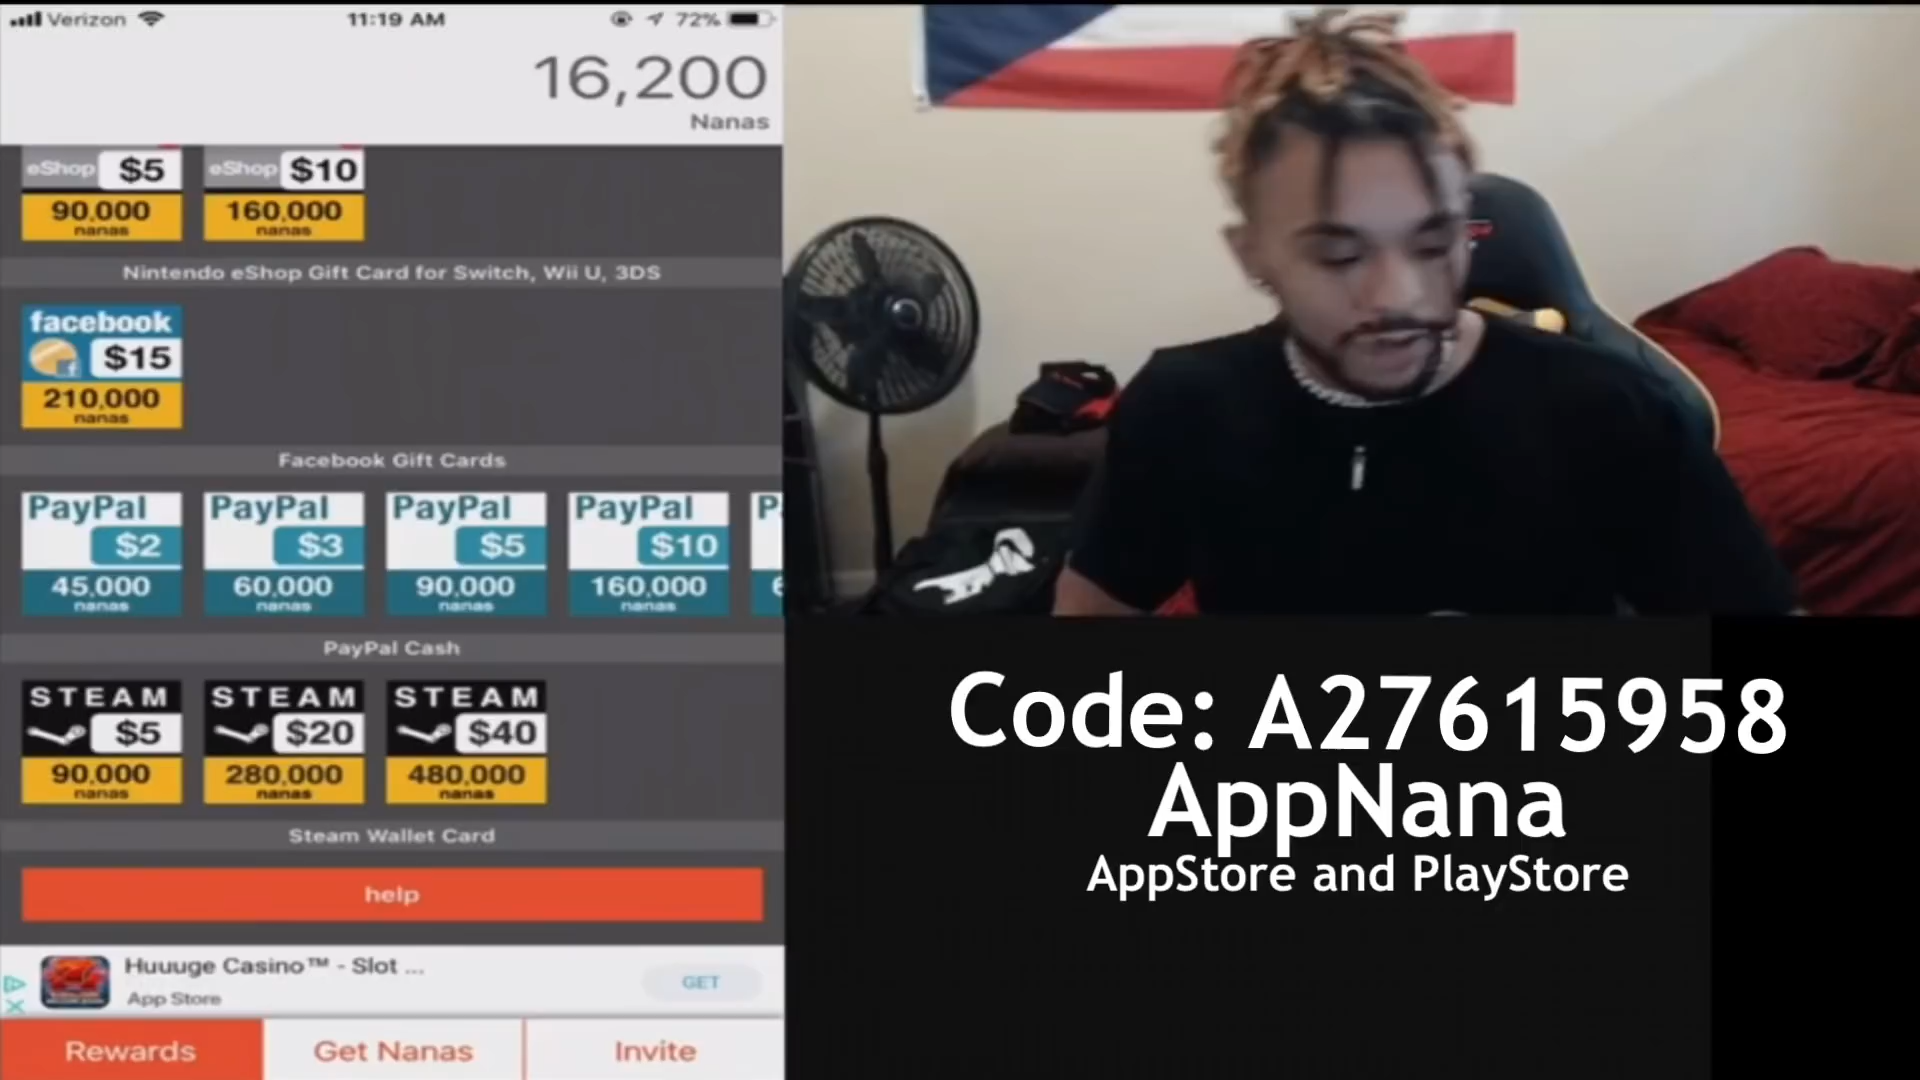 Verizon 11:19 AM 72%
16,200
Nanas
eShop $5 eShop $10
90,000 160,000
nanas nanas
Nintendo eShop Gift Card for Switch, Wii U, 3DS
facebook
$15
210,000
nanas
Facebook Gift Cards
PayPal PayPal PayPal PayPal P
$2 $3 $5 $10
45,000 60,000 90,000 160,000 6
nanas nanas nanas nanas
PayPal Cash
STEAM STEAM STEAM
$5 $20 $40
90,000 280,000 480,000
nanas nanas nanas
Steam Wallet Card
help
Huuuge Casino™ - Slot ...
App Store
GET
Rewards Get Nanas Invite
Code: A27615958
AppNana
AppStore and PlayStore